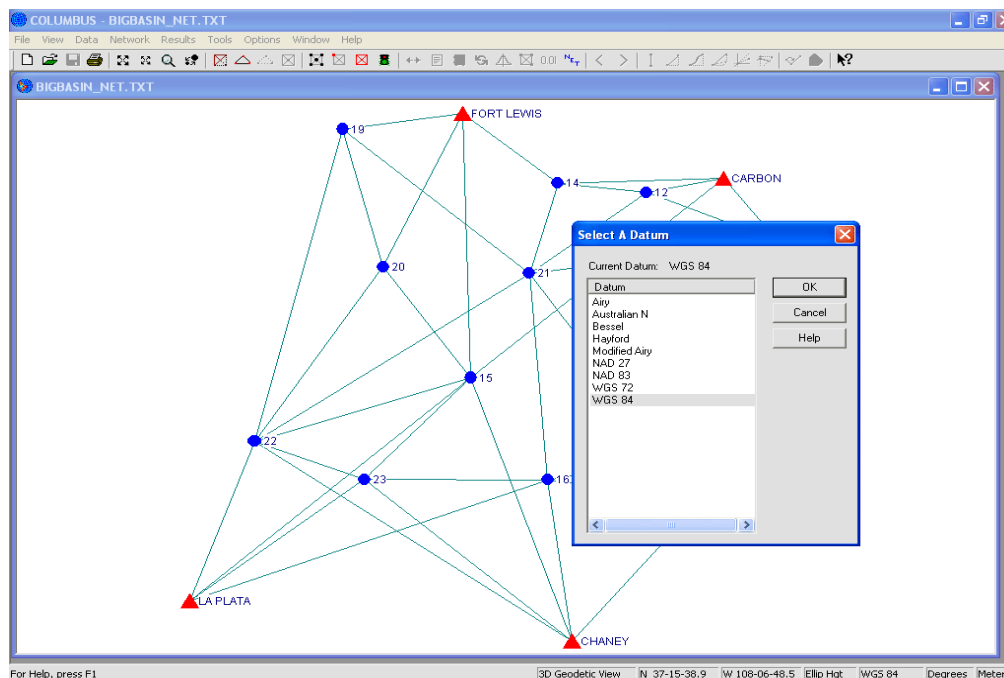 COLUMBUS - BIGBASIN_NET.TXT
File View Data Network Results Tools Options Window Help
0.01
BIGBASIN_NET.TXT
FORT LEWIS
19
14
CARBON
12
20
21
15
22
23
16
LA PLATA
CHANEY
Select A Datum
Current Datum: WGS 84
Datum
Airy
Australian N
Bessel
Hayford
Modified Airy
NAD 27
NAD 83
WGS 72
WGS 84
OK
Cancel
Help
For Help, press F1
3D Geodetic View N 37-15-38.9 W 108-06-48.5 Ellip Hgt WGS 84 Degrees Meter